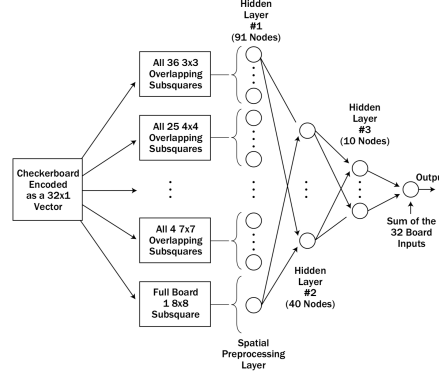 Hidden
Layer
#1
(91 Nodes)
All 36 3x3
Overlapping
Subsquares
All 25 4x4
Overlapping
Subsquares
Hidden
Layer
#3
(10 Nodes)
Checkerboard
Encoded
as a 32x1
Vector
Output
All 4 7x7
Overlapping
Subsquares
Sum of the
32 Board
Inputs
Full Board
1 8x8
Subsquare
Hidden
Layer
#2
(40 Nodes)
Spatial
Preprocessing
Layer